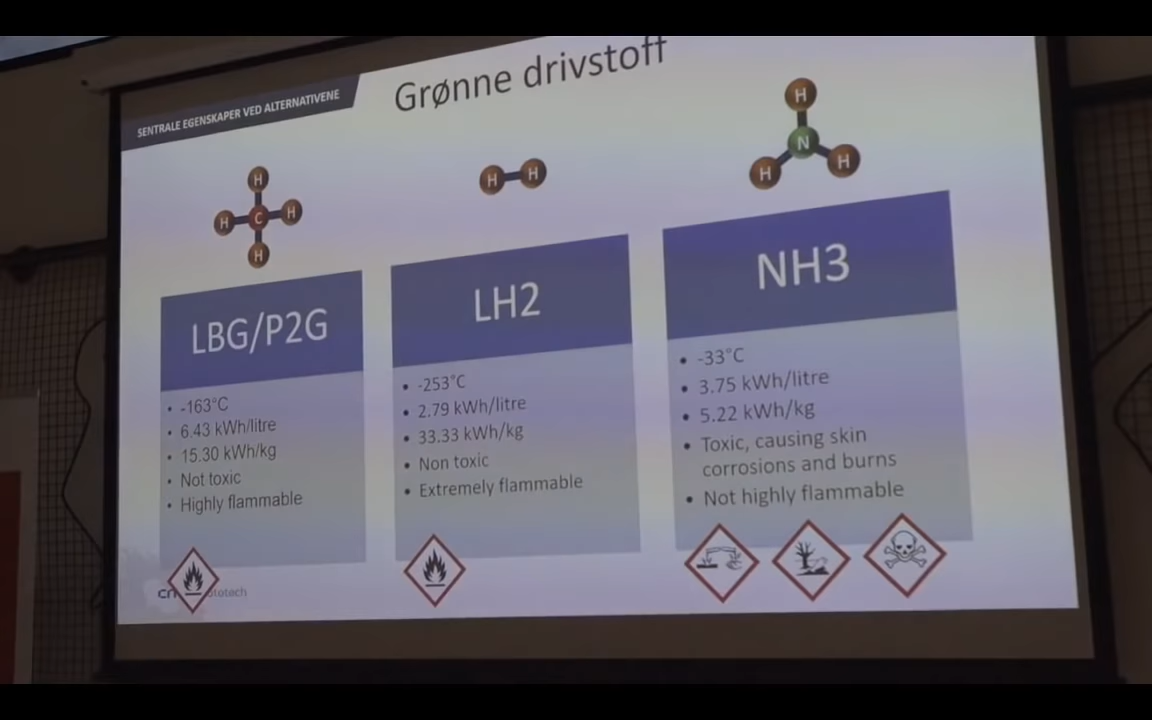 SENTRALE EGENSKAPER VED ALTERNATIVENE
Grønne drivstoff
H
H
C
H
H
H
H
H
N
H
H
LBG/P2G
• -163°C
• 6.43 kWh/litre
• 15.30 kWh/kg
• Not toxic
• Highly flammable
LH2
• -253°C
• 2.79 kWh/litre
• 33.33 kWh/kg
• Non toxic
• Extremely flammable
NH3
• -33°C
• 3.75 kWh/litre
• 5.22 kWh/kg
• Toxic, causing skin
corrosions and burns
• Not highly flammable